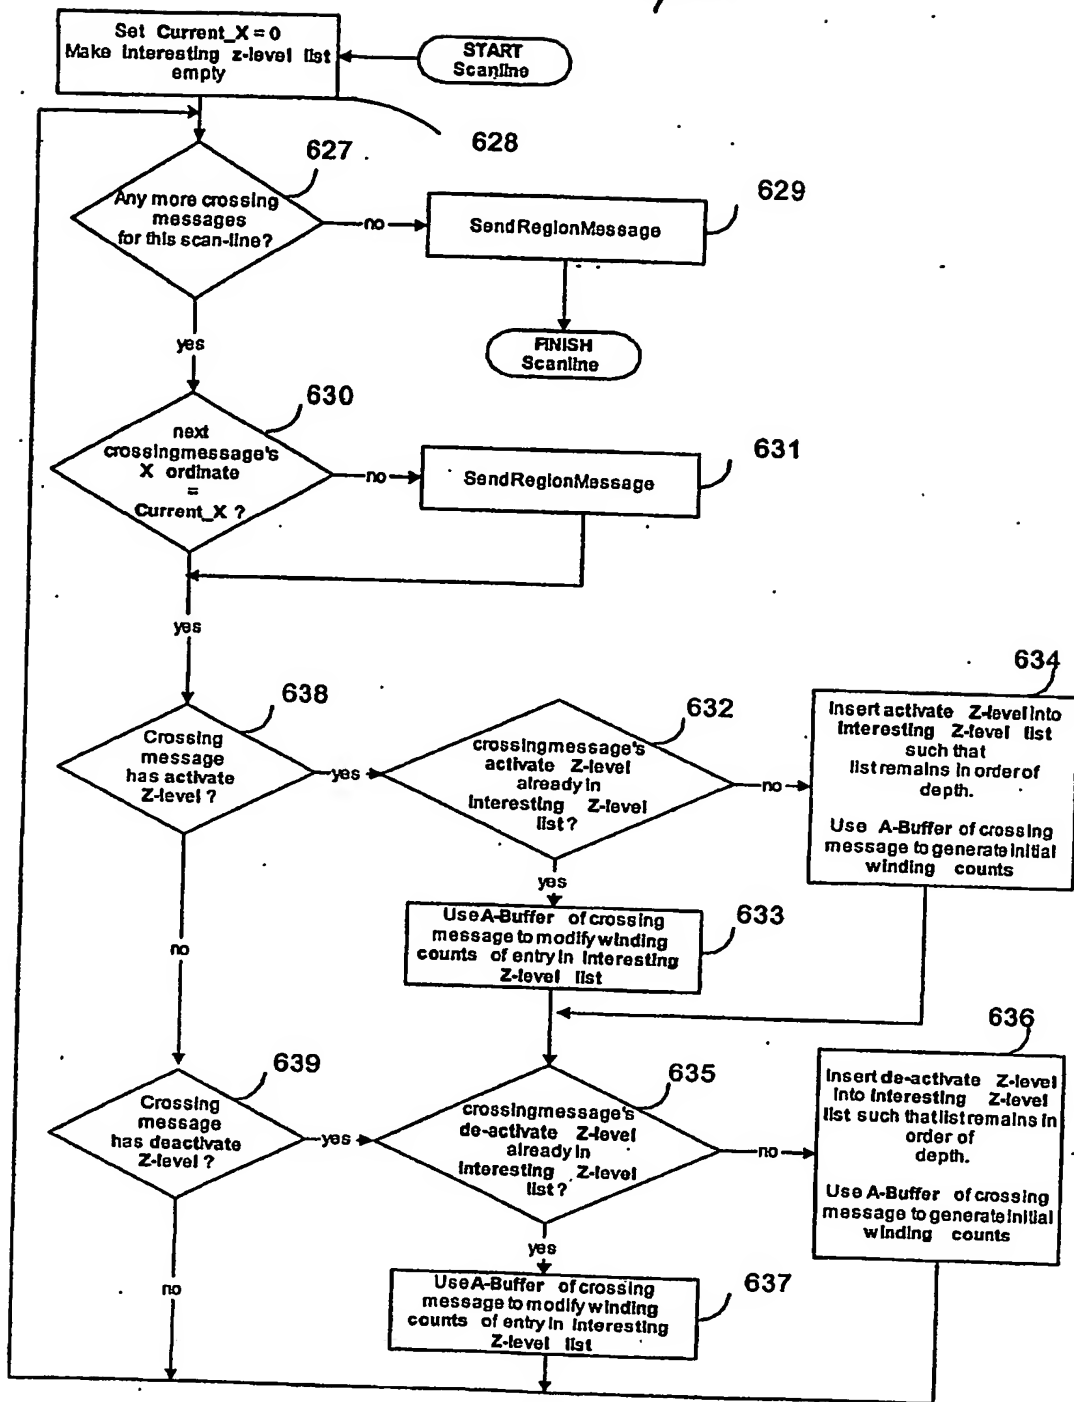 Set Current_X = 0
Make interesting z-level list
empty
START
Scanline
628
627
Any more crossing
messages
for this scan-line?
no
SendRegionMessage
629
yes
FINISH
Scanline
630
next
crossingmessage's
X ordinate
=
Current_X ?
no
SendRegionMessage
631
yes
638
Crossing
message
has activate
Z-level ?
yes
632
crossingmessage's
activate Z-level
already in
interesting Z-level
list?
no
634
Insert activate Z-level into
interesting Z-level list
such that
list remains in order of
depth.
Use A-Buffer of crossing
message to generate initial
winding counts
yes
Use A-Buffer of crossing
message to modify winding
counts of entry in interesting
Z-level list
633
no
639
Crossing
message
has deactivate
Z-level ?
yes
635
crossingmessage's
de-activate Z-level
already in
interesting Z-level
list?
no
636
Insert de-activate Z-level
into interesting Z-level
list such that list remains in
order of
depth.
Use A-Buffer of crossing
message to generate initial
winding counts
yes
Use A-Buffer of crossing
message to modify winding
counts of entry in interesting
Z-level list
637
no